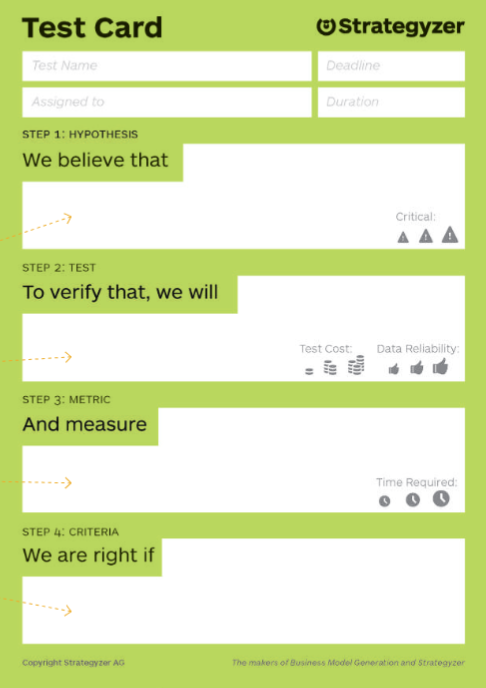 Test Card
Strategyzer
Test Name
Deadline
Assigned to
Duration
STEP 1: HYPOTHESIS
We believe that
Critical:
STEP 2: TEST
To verify that, we will
Test Cost:
Data Reliability:
STEP 3: METRIC
And measure
Time Required:
STEP 4: CRITERIA
We are right if
Copyright Strategyzer AG
The makers of Business Model Generation and Strategyzer